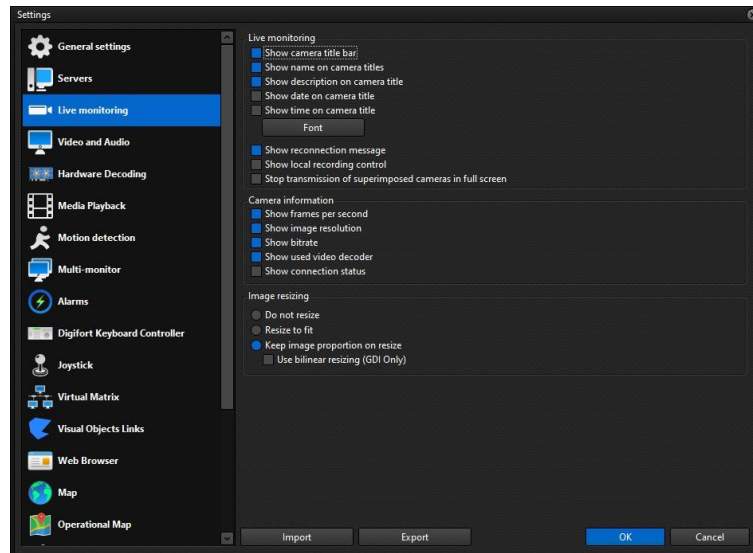 Settings
General settings
Servers
Live monitoring
Video and Audio
Hardware Decoding
Media Playback
Motion detection
Multi-monitor
Alarms
Digifort Keyboard Controller
Joystick
Virtual Matrix
Visual Objects Links
Web Browser
Map
Operational Map
Live monitoring
Show camera title bar
Show name on camera titles
Show description on camera title
Show date on camera title
Show time on camera title
Font
Show reconnection message
Show local recording control
Stop transmission of superimposed cameras in full screen
Camera information
Show frames per second
Show image resolution
Show bitrate
Show used video decoder
Show connection status
Image resizing
Do not resize
Resize to fit
Keep image proportion on resize
Use bilinear resizing (GDI Only)
Import Export OK Cancel